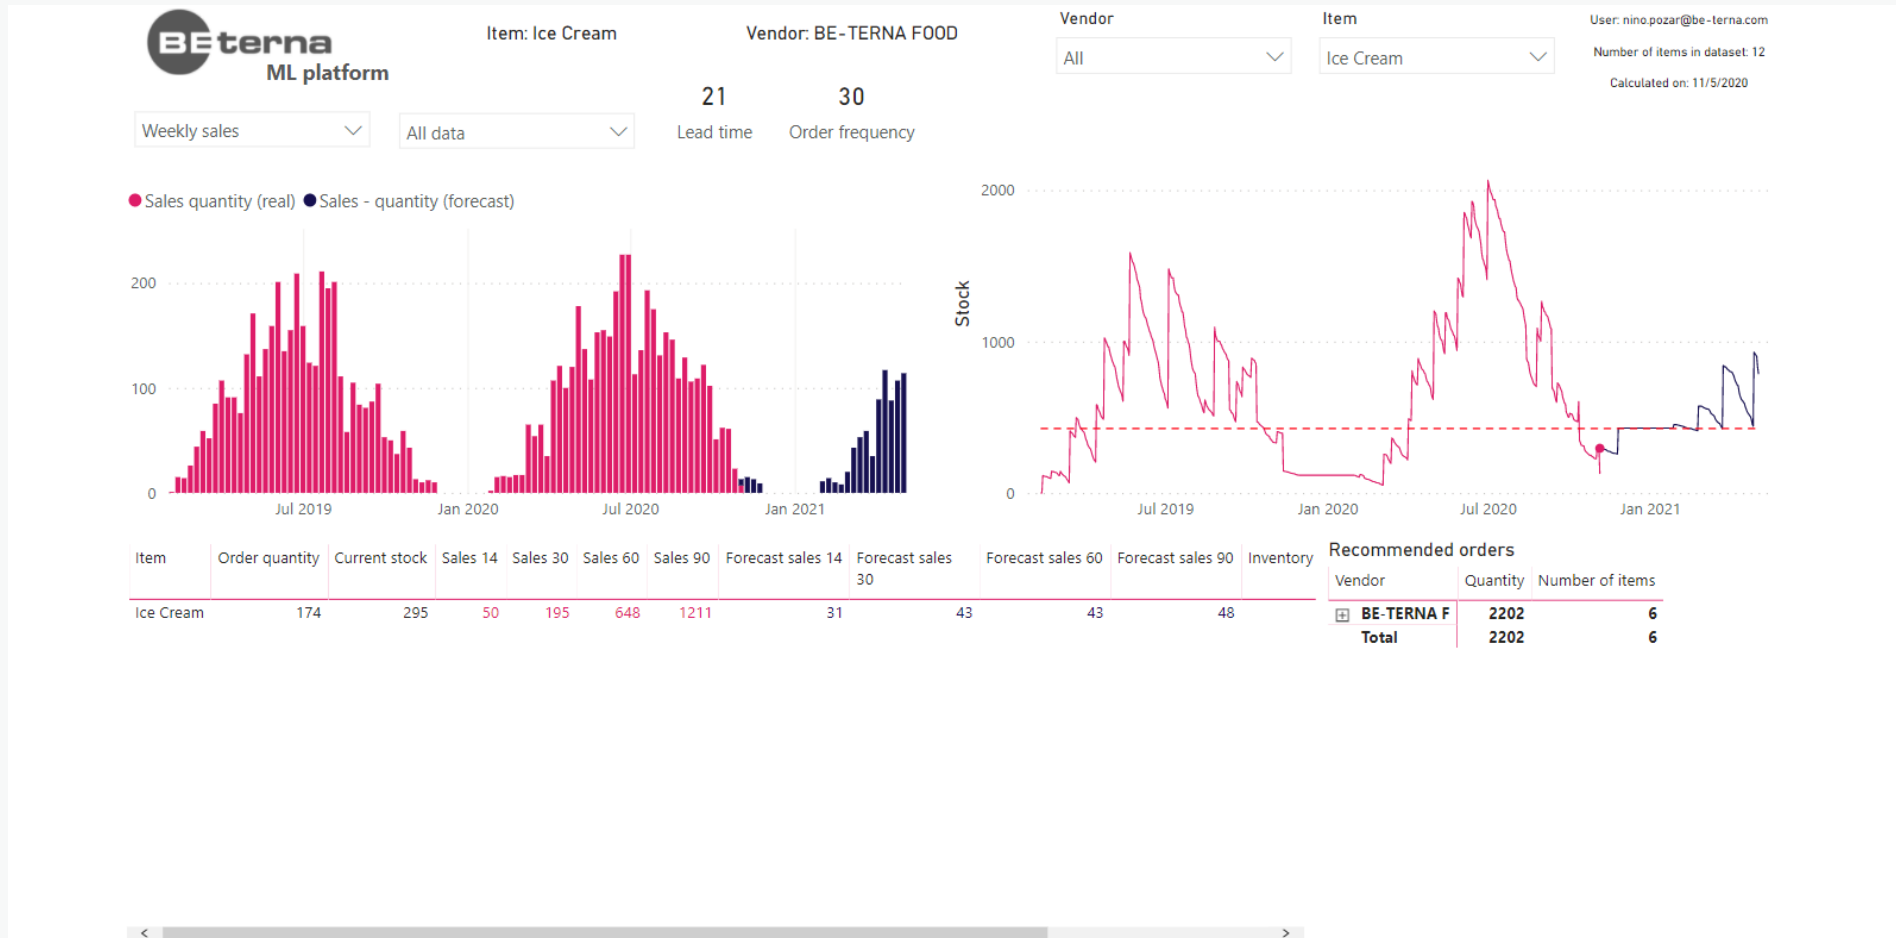 BE terna
ML platform
Item: Ice Cream
Vendor: BE-TERNA FOOD
Vendor
All
Item
Ice Cream
User: nino.pozar@be-terna.com
Number of items in dataset: 12
Calculated on: 11/5/2020
Weekly sales
All data
21
Lead time
30
Order frequency
Sales quantity (real) Sales - quantity (forecast)
200
100
0
Jul 2019 Jan 2020 Jul 2020 Jan 2021
Stock
2000
1000
0
Jul 2019 Jan 2020 Jul 2020 Jan 2021
Item Order quantity Current stock Sales 14 Sales 30 Sales 60 Sales 90 Forecast sales 14 Forecast sales 30 Forecast sales 60 Forecast sales 90 Inventory
Ice Cream 174 295 50 195 648 1211 31 43 43 48
Recommended orders
Vendor Quantity Number of items
BE-TERNA F 2202 6
Total 2202 6